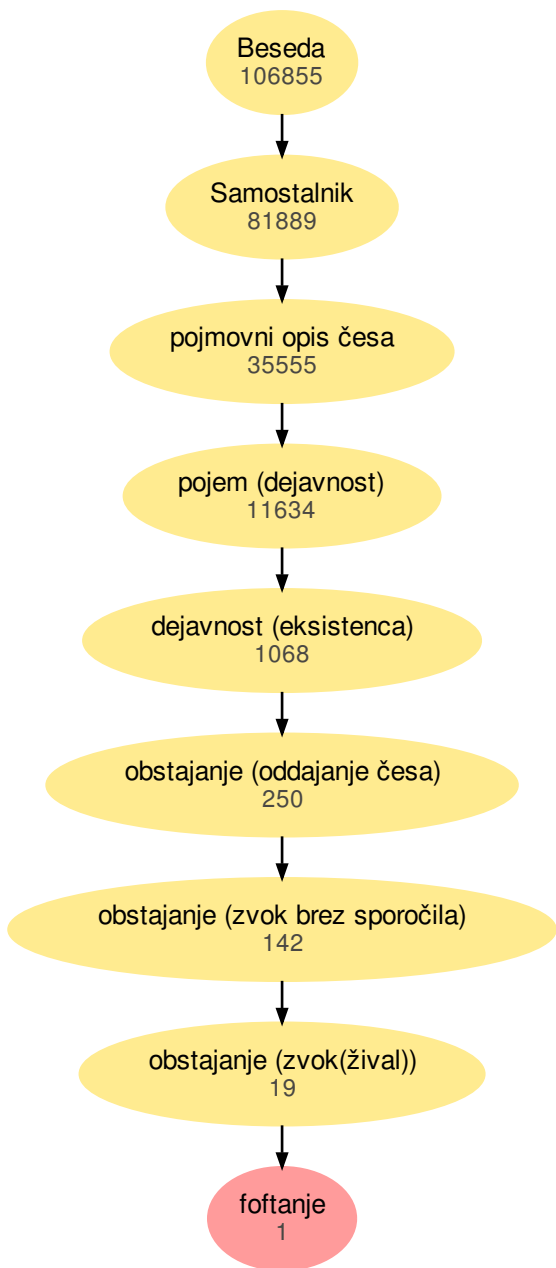 Beseda
106855
Samostalnik
81889
pojmovni opis česa
35555
pojem (dejavnost)
11634
dejavnost (eksistenca)
1068
obstajanje (oddajanje česa)
250
obstajanje (zvok brez sporočila)
142
obstajanje (zvok(žival))
19
foftanje
1